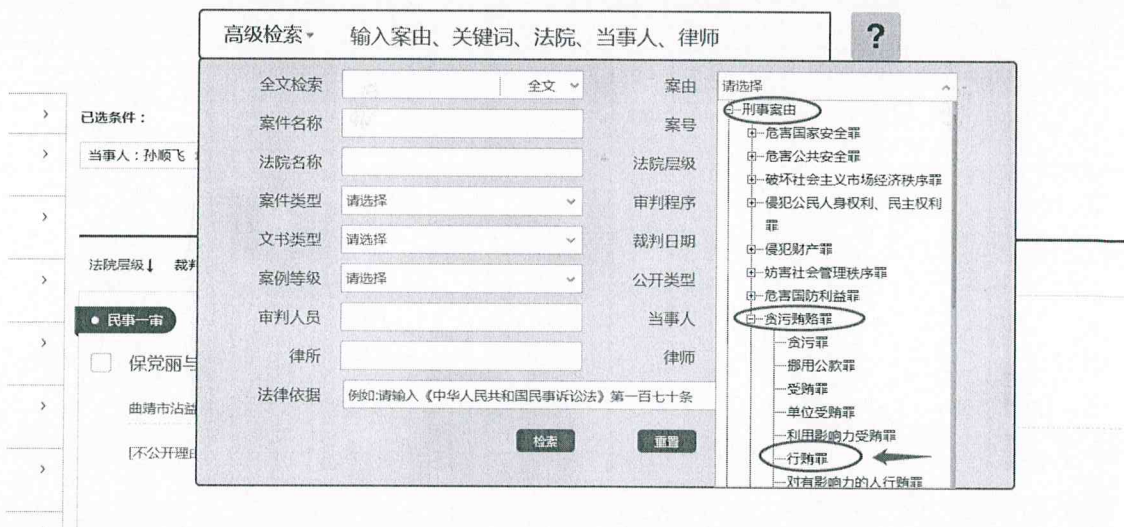 高级检索 输入案由、关键词、法院、当事人、律师 ?
全文检索 全文 案由 请选择
已选条件：
案件名称 案号
当事人：孙顺飞
法院名称 法院层级
案件类型 请选择 审判程序
文书类型 请选择 裁判日期
法院层级↓ 裁判
案例等级 请选择 公开类型
民事一审
审判人员 当事人
保党丽与
律所 律师
曲靖市沾益
法律依据 例如:请输入《中华人民共和国民事诉讼法》第一百七十条
检索 重置
[不公开理由
刑事案由
危害国家安全罪
危害公共安全罪
破坏社会主义市场经济秩序罪
侵犯公民人身权利、民主权利
罪
侵犯财产罪
妨害社会管理秩序罪
危害国防利益罪
贪污贿赂罪
贪污罪
挪用公款罪
受贿罪
单位受贿罪
利用影响力受贿罪
行贿罪
对有影响力的人行贿罪